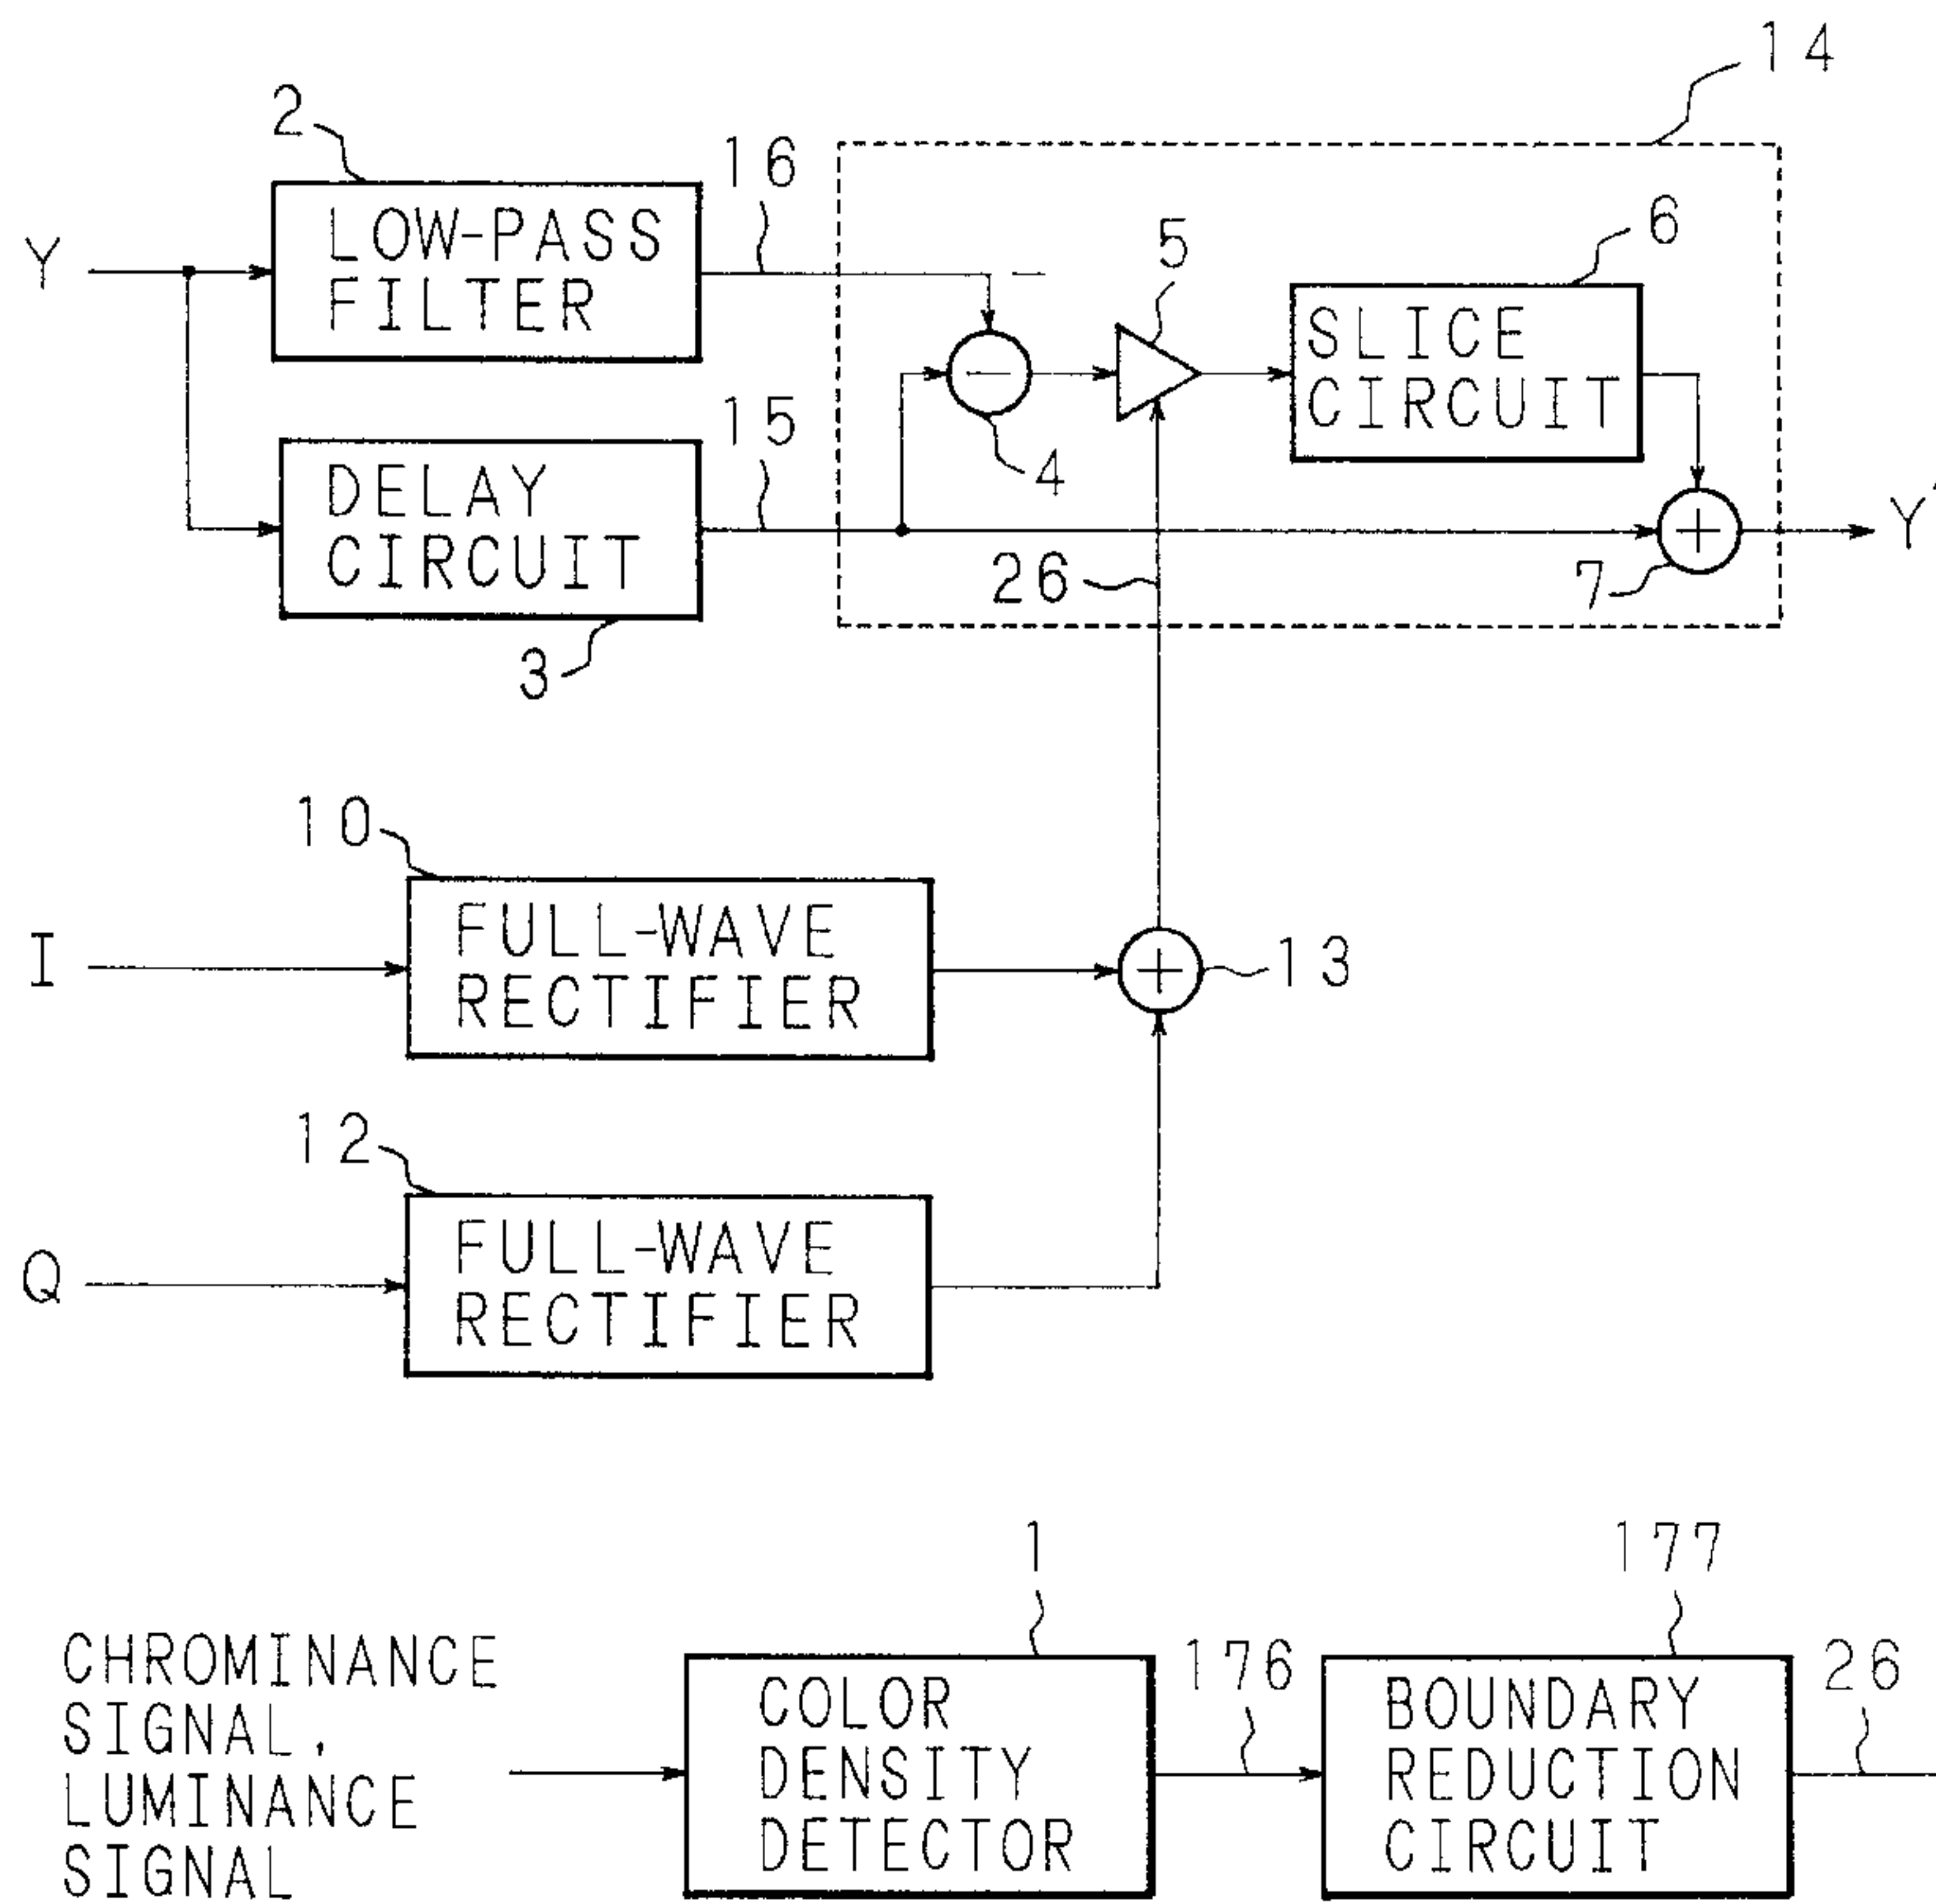 14
2
16
LOW-PASS
FILTER
Y
5
6
SLICE
CIRCUIT
4
15
DELAY
CIRCUIT
3
26
7
Y'
10
FULL-WAVE
RECTIFIER
I
13
12
FULL-WAVE
RECTIFIER
Q
1
177
CHROMINANCE
SIGNAL,
LUMINANCE
SIGNAL
COLOR
DENSITY
DETECTOR
176
BOUNDARY
REDUCTION
CIRCUIT
26